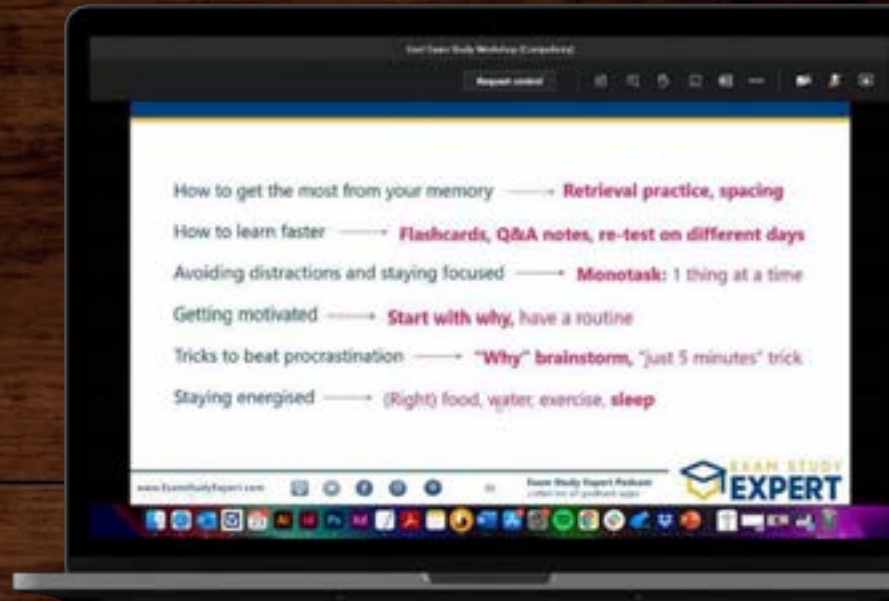 Request control
How to get the most from your memory → Retrieval practice, spacing
How to learn faster → Flashcards, Q&A notes, re-test on different days
Avoiding distractions and staying focused → Monotask: 1 thing at a time
Getting motivated → Start with why, have a routine
Tricks to beat procrastination → "Why" brainstorm, "just 5 minutes" trick
Staying energised → (Right) food, water, exercise, sleep
www.ExamStudyExpert.com
Exam Study Expert Podcast
EXAM STUDY
EXPERT